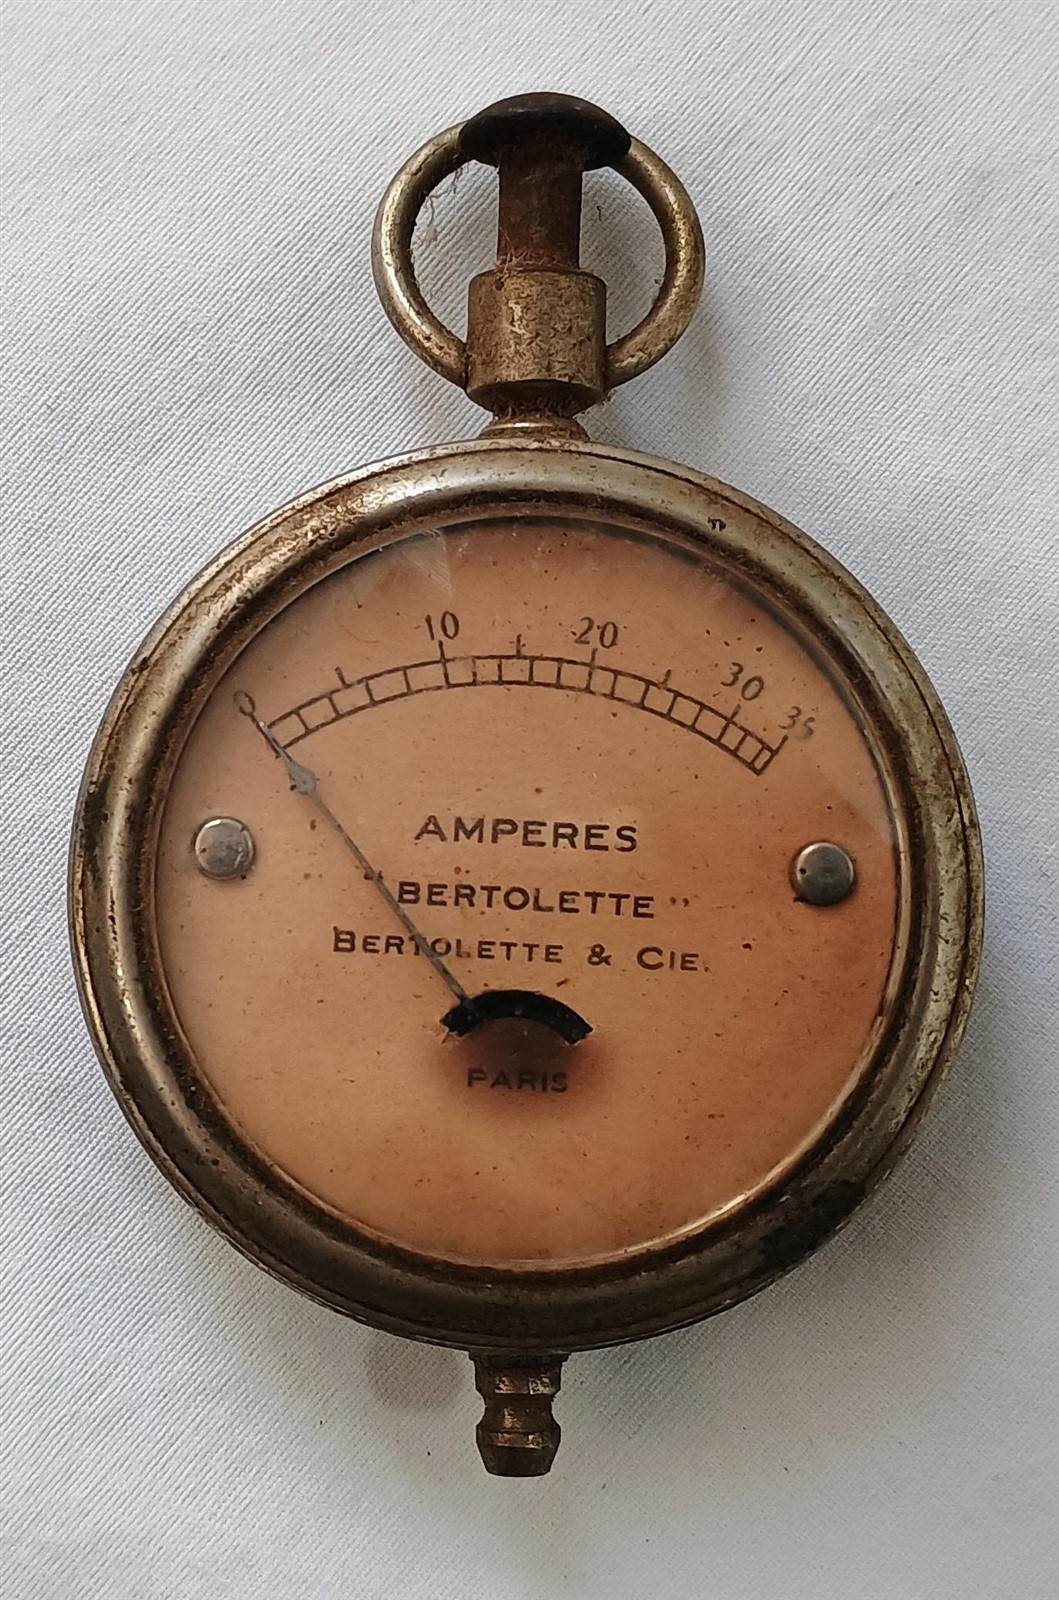 0 10 20 30 35
AMPERES
"BERTOLETTE"
BERTOLETTE & CIE.
PARIS